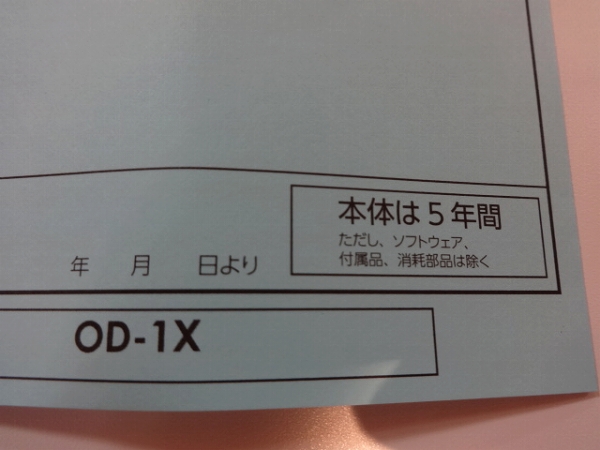 本体は5年間
ただし、ソフトウェア、
付属品、消耗部品は除く
年 月 日より
OD-1X